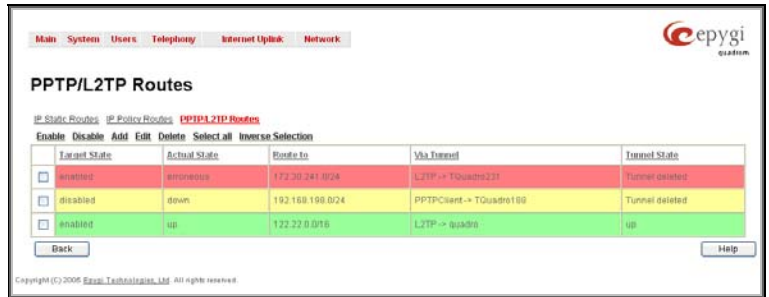 Main System Users Telephony Internet Uplink Network
epygi
quadrom
PPTP/L2TP Routes
IP Static Routes IP Policy Routes PPTP/L2TP Routes
Enable Disable Add Edit Delete Select all Inverse Selection
Target State Actual State Route to Via Tunnel Tunnel State
enabled erroneous 172.30.241.0/24 L2TP -> TQuadro231 Tunnel deleted
disabled down 192.168.198.0/24 PPTPClient -> TQuadro189 Tunnel deleted
enabled up 122.22.0.0/16 L2TP -> quadro up
Back Help
Copyright (C) 2005 Epygi Technologies, Ltd. All rights reserved.